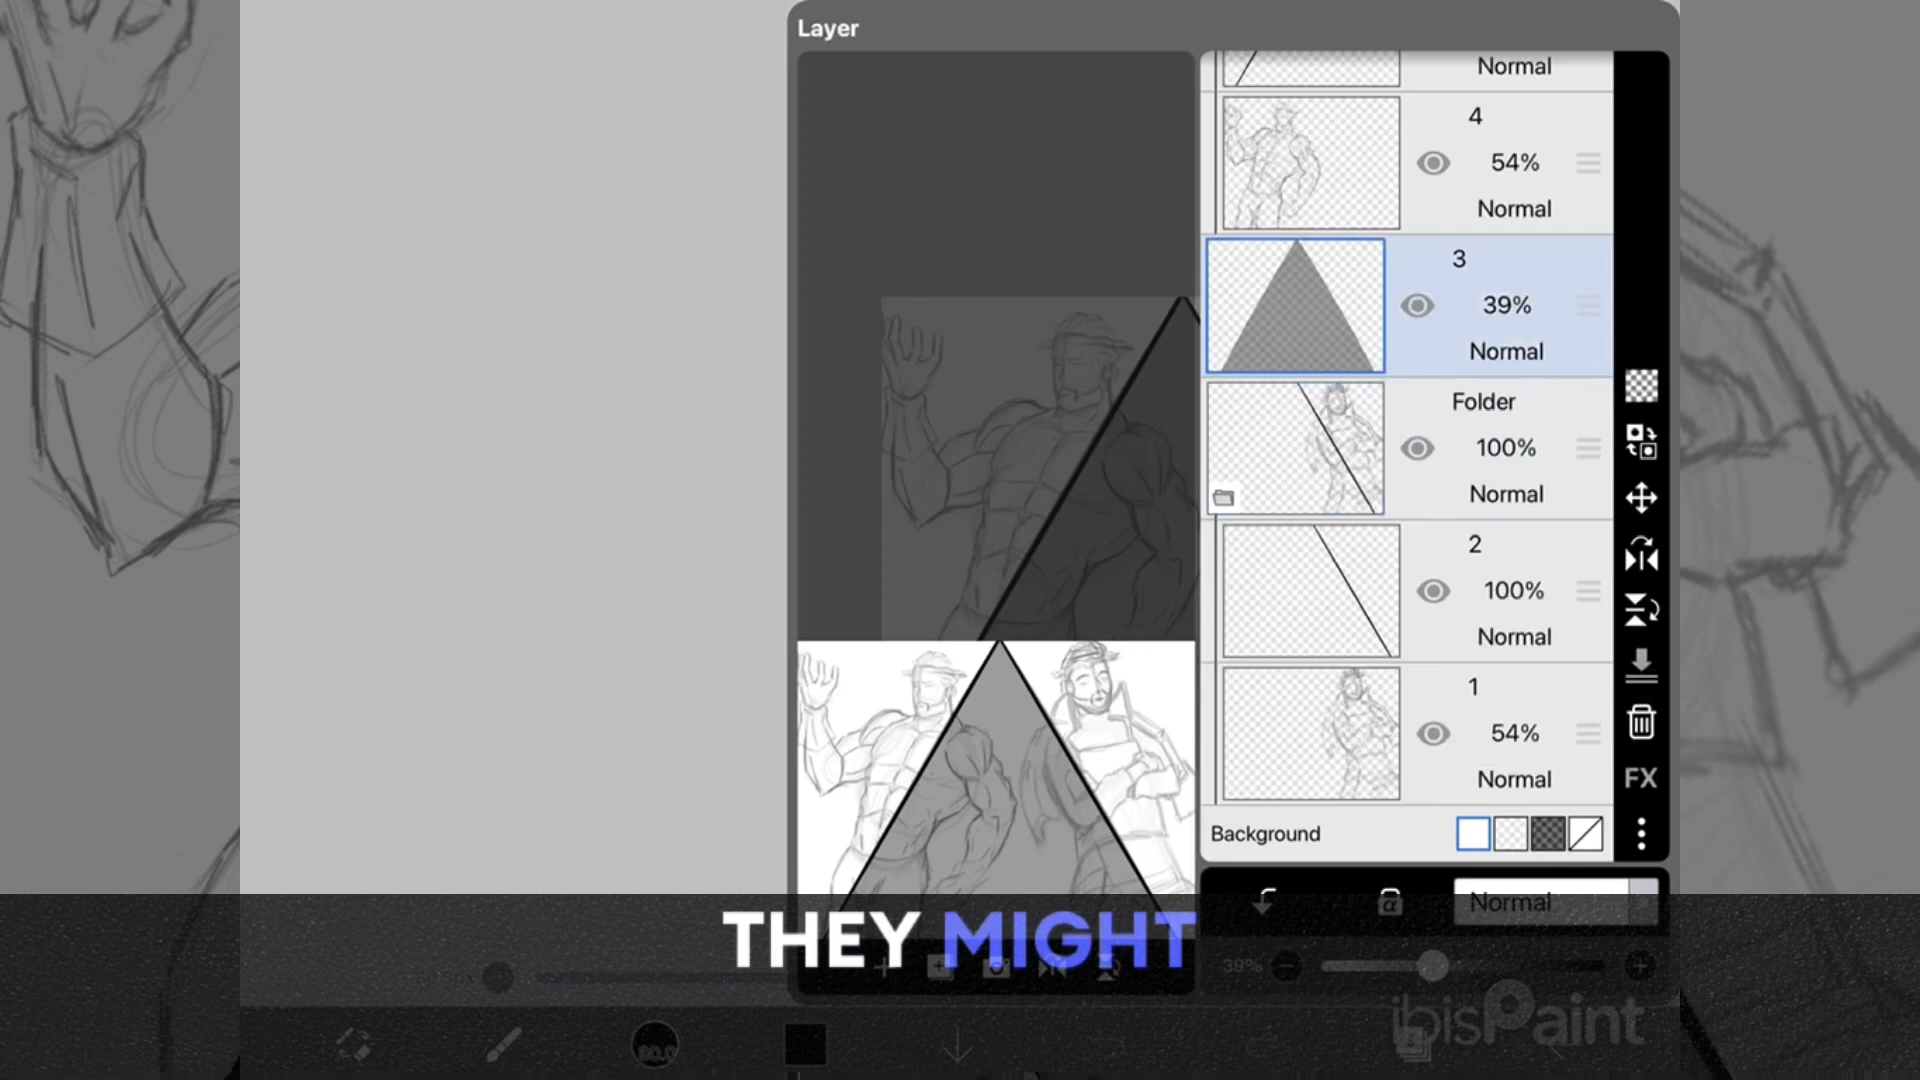 Layer
Normal
4
54%
Normal
3
39%
Normal
Folder
100%
Normal
2
100%
Normal
1
54%
Normal
FX
Background
Normal
THEY MIGHT
39%
ibisPaint